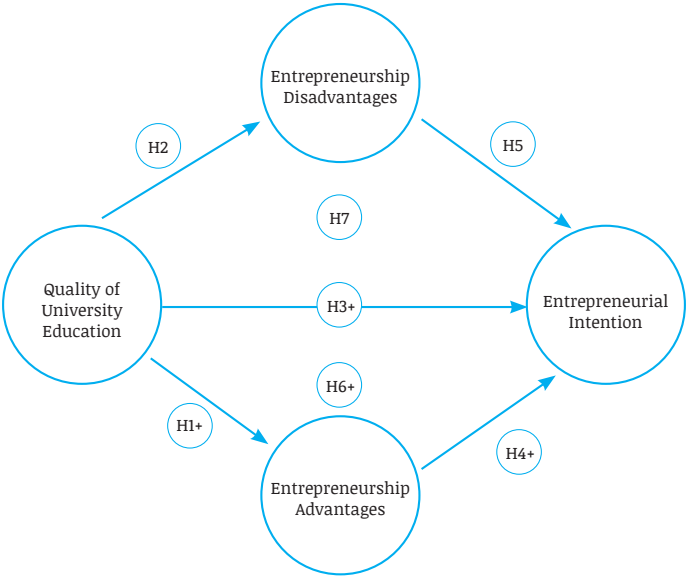 Entrepreneurship
Disadvantages
H2
H5
H7
Quality of
University
Education
H3+
Entrepreneurial
Intention
H6+
H1+
H4+
Entrepreneurship
Advantages